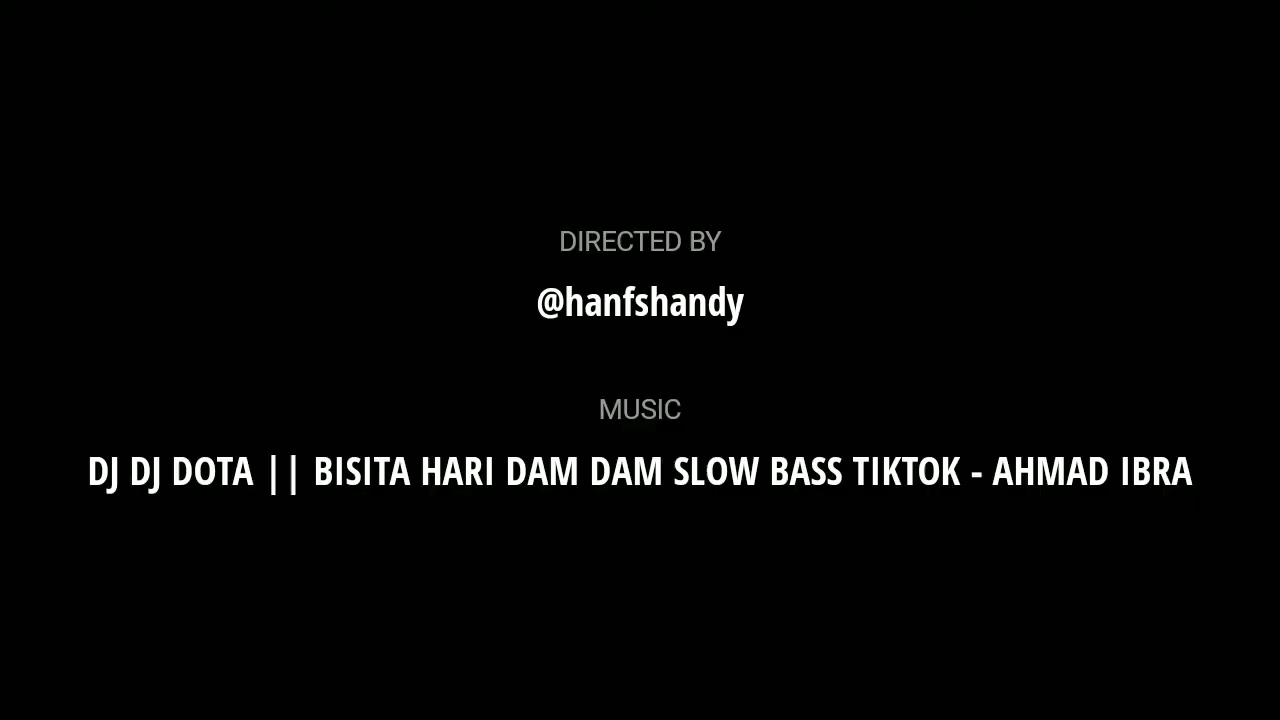 DIRECTED BY
@hanfshandy
MUSIC
DJ DJ DOTA || BISITA HARI DAM DAM SLOW BASS TIKTOK - AHMAD IBRA